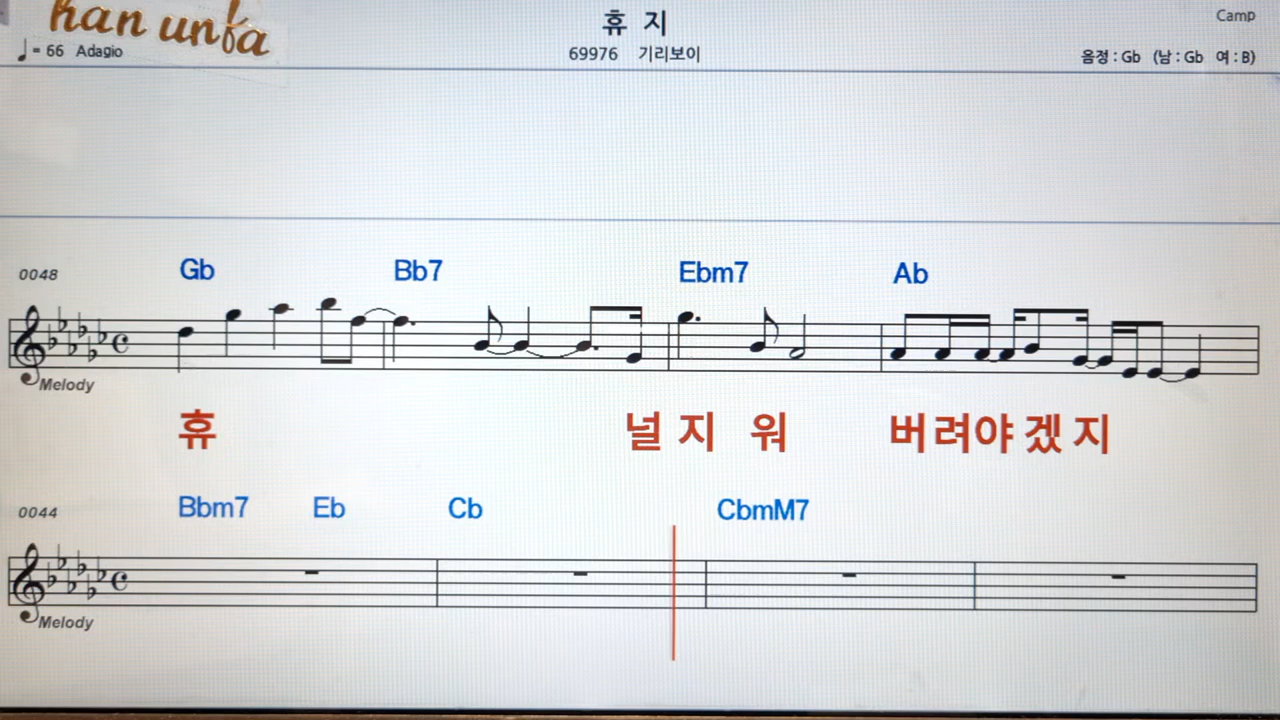 han unfa
휴 지
Camp
♩= 66 Adagio
69976 기리보이
음정 : Gb (남 : Gb 여 : B)
0048 Gb Bb7 Ebm7 Ab
Melody
휴 널 지 워 버려야겠지
0044 Bbm7 Eb Cb CbmM7
Melody